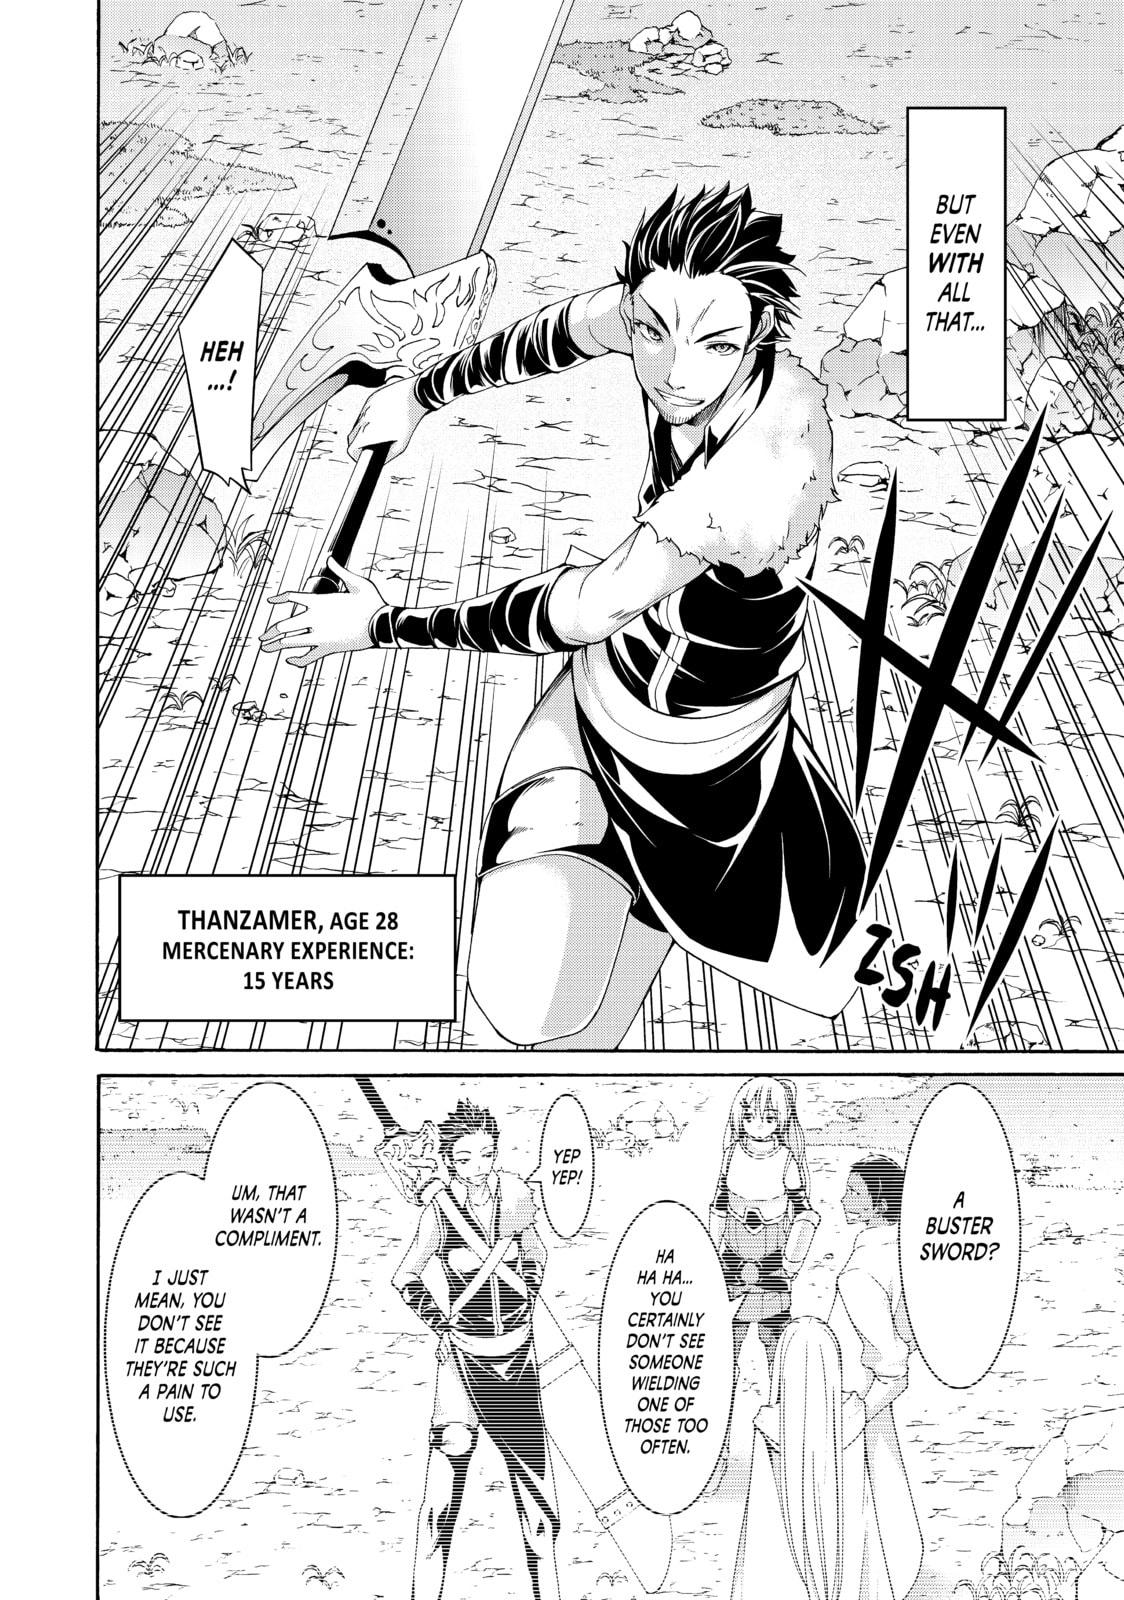 BUT
EVEN
WITH
ALL
THAT...
HEH
...!
ZSH
THANZAMER, AGE 28
MERCENARY EXPERIENCE:
15 YEARS
A
BUSTER
SWORD?
HA
HA HA...
YOU
CERTAINLY
DON'T SEE
SOMEONE
WIELDING
ONE OF
THOSE TOO
OFTEN.
YEP
YEP!
UM, THAT
WASN'T A
COMPLIMENT.
I JUST
MEAN, YOU
DON'T SEE
IT BECAUSE
THEY'RE SUCH
A PAIN TO
USE.